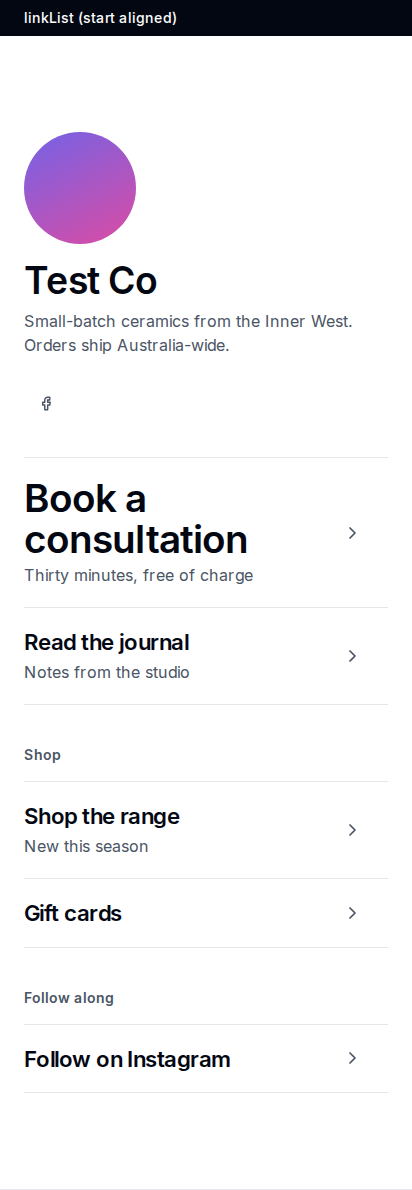 linkList (start aligned)
Test Co
Small-batch ceramics from the Inner West.
Orders ship Australia-wide.
Book a
consultation
Thirty minutes, free of charge
Read the journal
Notes from the studio
Shop
Shop the range
New this season
Gift cards
Follow along
Follow on Instagram